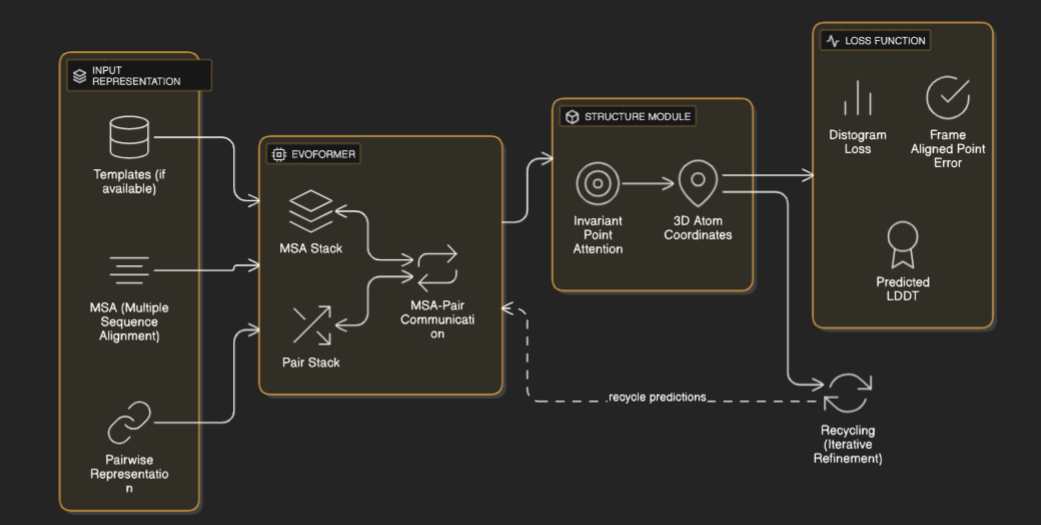 INPUT
REPRESENTATION
Templates (if
available)
MSA (Multiple
Sequence
Alignment)
Pairwise
Representatio
n
EVOFORMER
MSA Stack
Pair Stack
MSA-Pair
Communicati
on
STRUCTURE MODULE
Invariant
Point
Attention
3D Atom
Coordinates
LOSS FUNCTION
Distogram
Loss
Frame
Aligned Point
Error
Predicted
LDDT
recycle predictions
Recycling
(Iterative
Refinement)